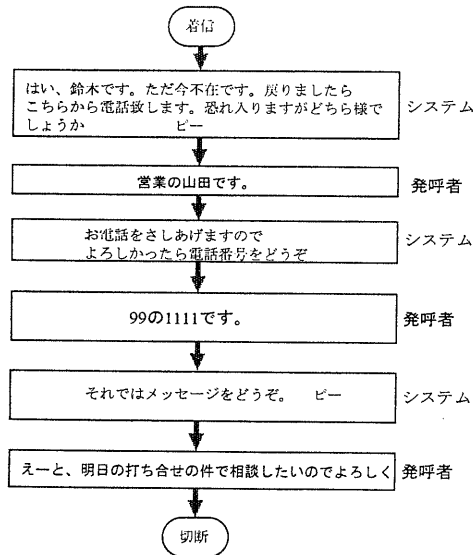 着信
はい、鈴木です。ただ今不在です。戻りましたら
こちらから電話致します。恐れ入りますがどちら様で
しょうか ピー
システム
営業の山田です。
発呼者
お電話をさしあげますので
よろしかったら電話番号をどうぞ
システム
99の1111です。
発呼者
それではメッセージをどうぞ。 ピー
システム
えーと、明日の打ち合せの件で相談したいのでよろしく
発呼者
切断